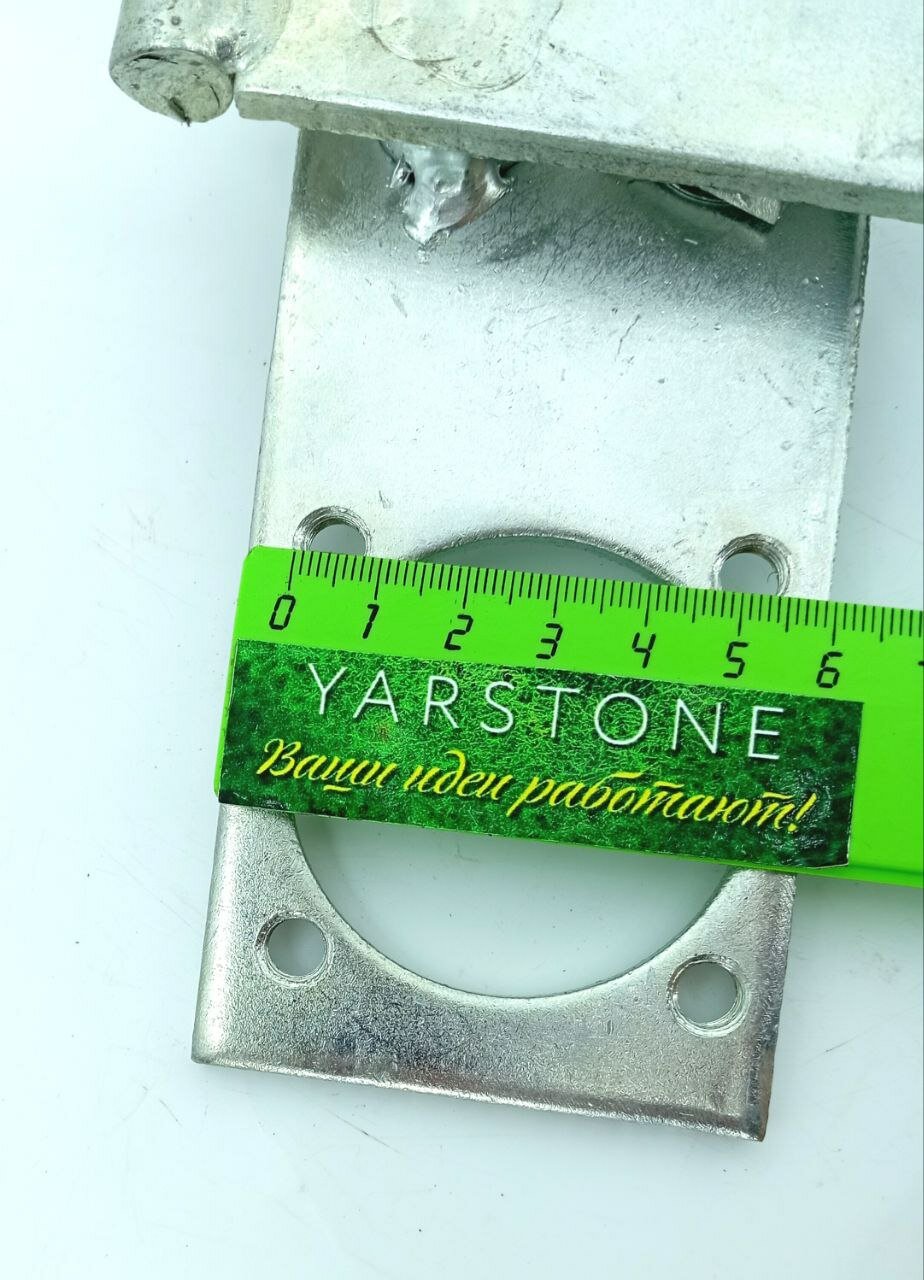 0 1 2 3 4 5 6
YARSTONE
Ваши идеи работают!